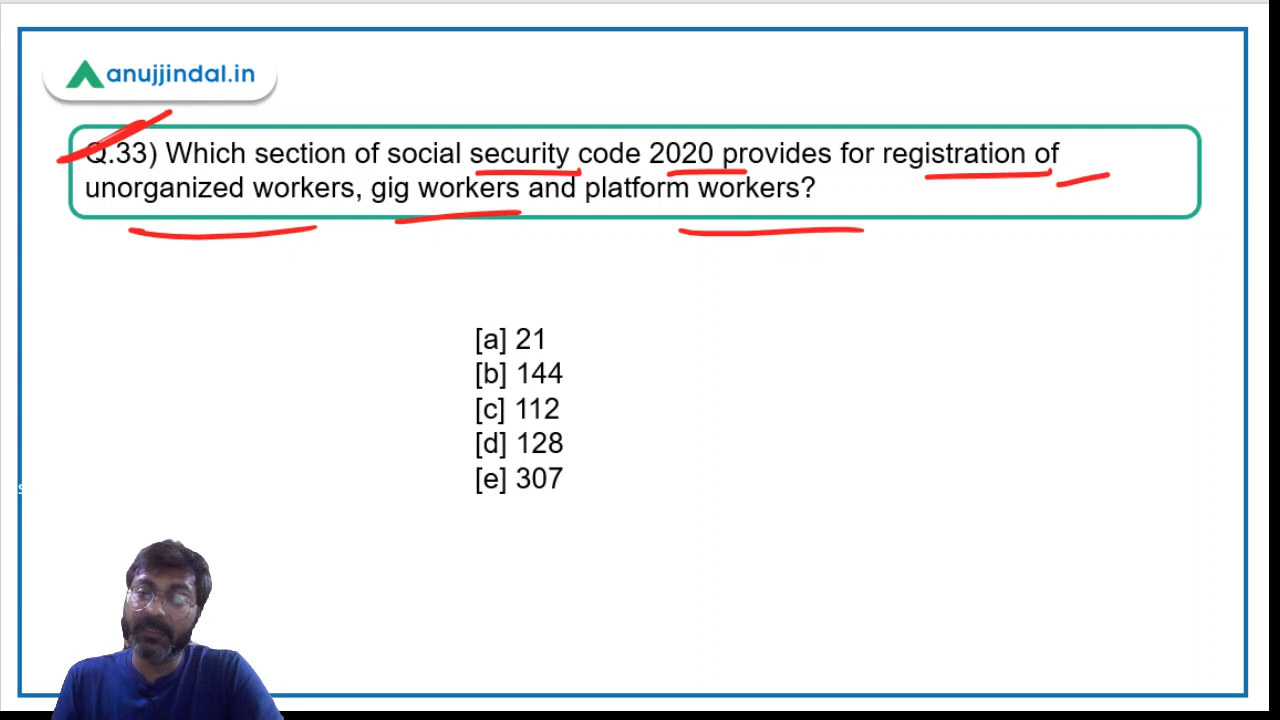 anujjindal.in
Q.33) Which section of social security code 2020 provides for registration of
unorganized workers, gig workers and platform workers?
[a] 21
[b] 144
[c] 112
[d] 128
[e] 307